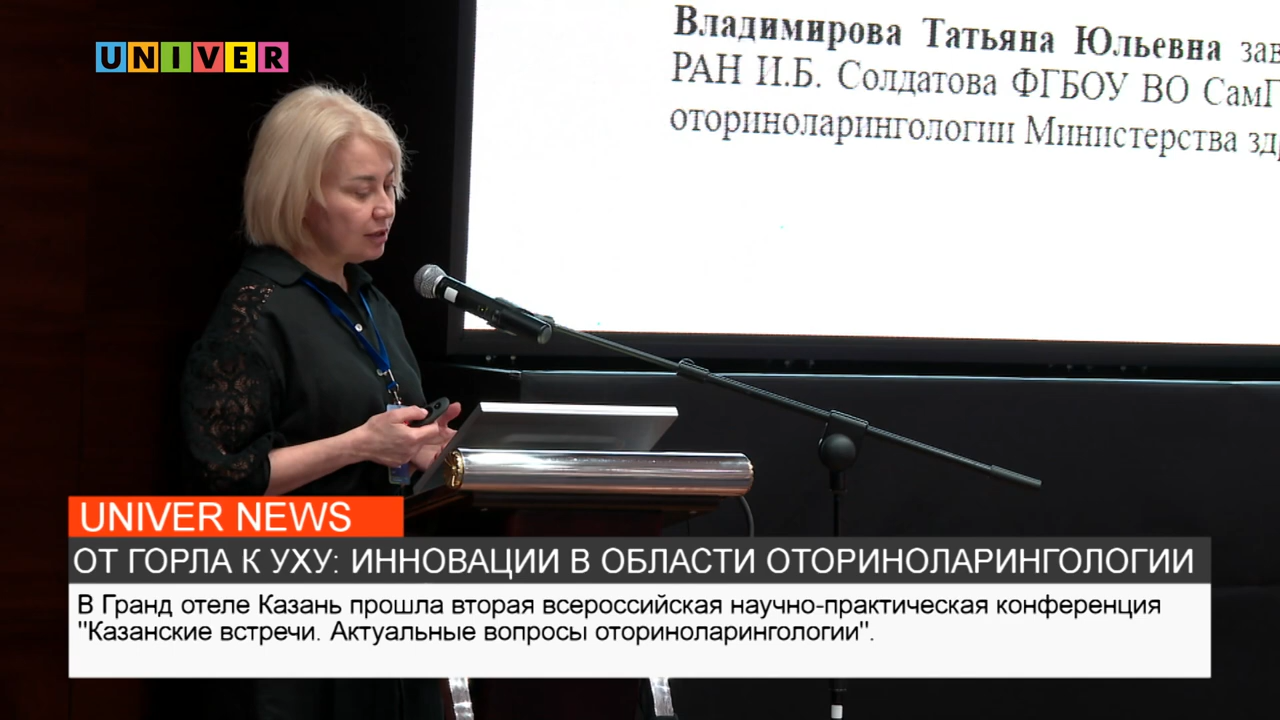 UNIVER
Владимирова Татьяна Юльевна
РАН И.Б. Солдатова ФГБОУ ВО
оториноларингологии Министерства
UNIVER NEWS
ОТ ГОРЛА К УХУ: ИННОВАЦИИ В ОБЛАСТИ ОТОРИНОЛАРИНГОЛОГИИ
В Гранд отеле Казань прошла вторая всероссийская научно-практическая конференция
"Казанские встречи. Актуальные вопросы оториноларингологии".